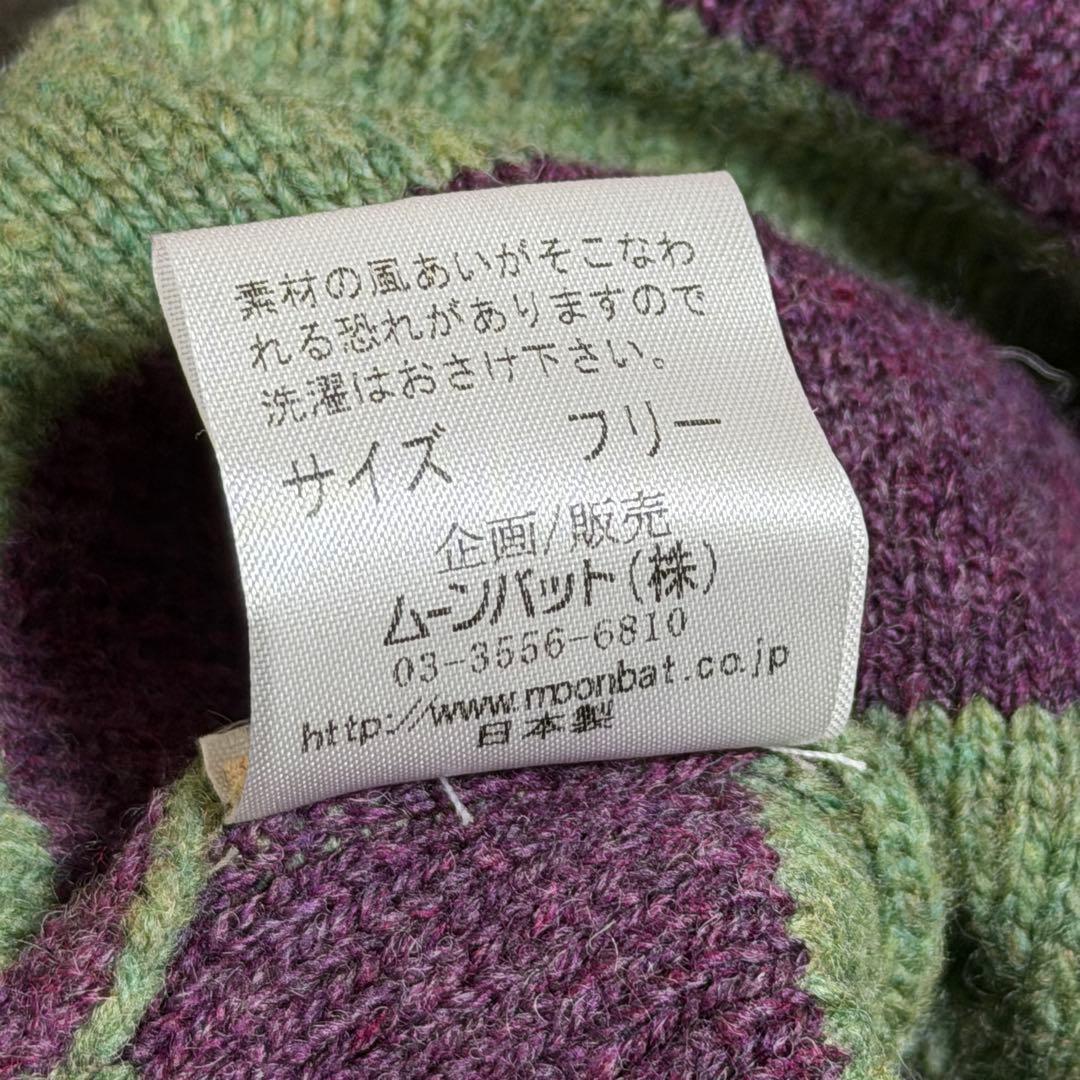 素材の風あいがそこなわ
れる恐れがありますので
洗濯はおさけ下さい。
サイズ フリー
企画/販売
ムーンバット(株)
03-3556-6810
http://www.moonbat.co.jp
日本製